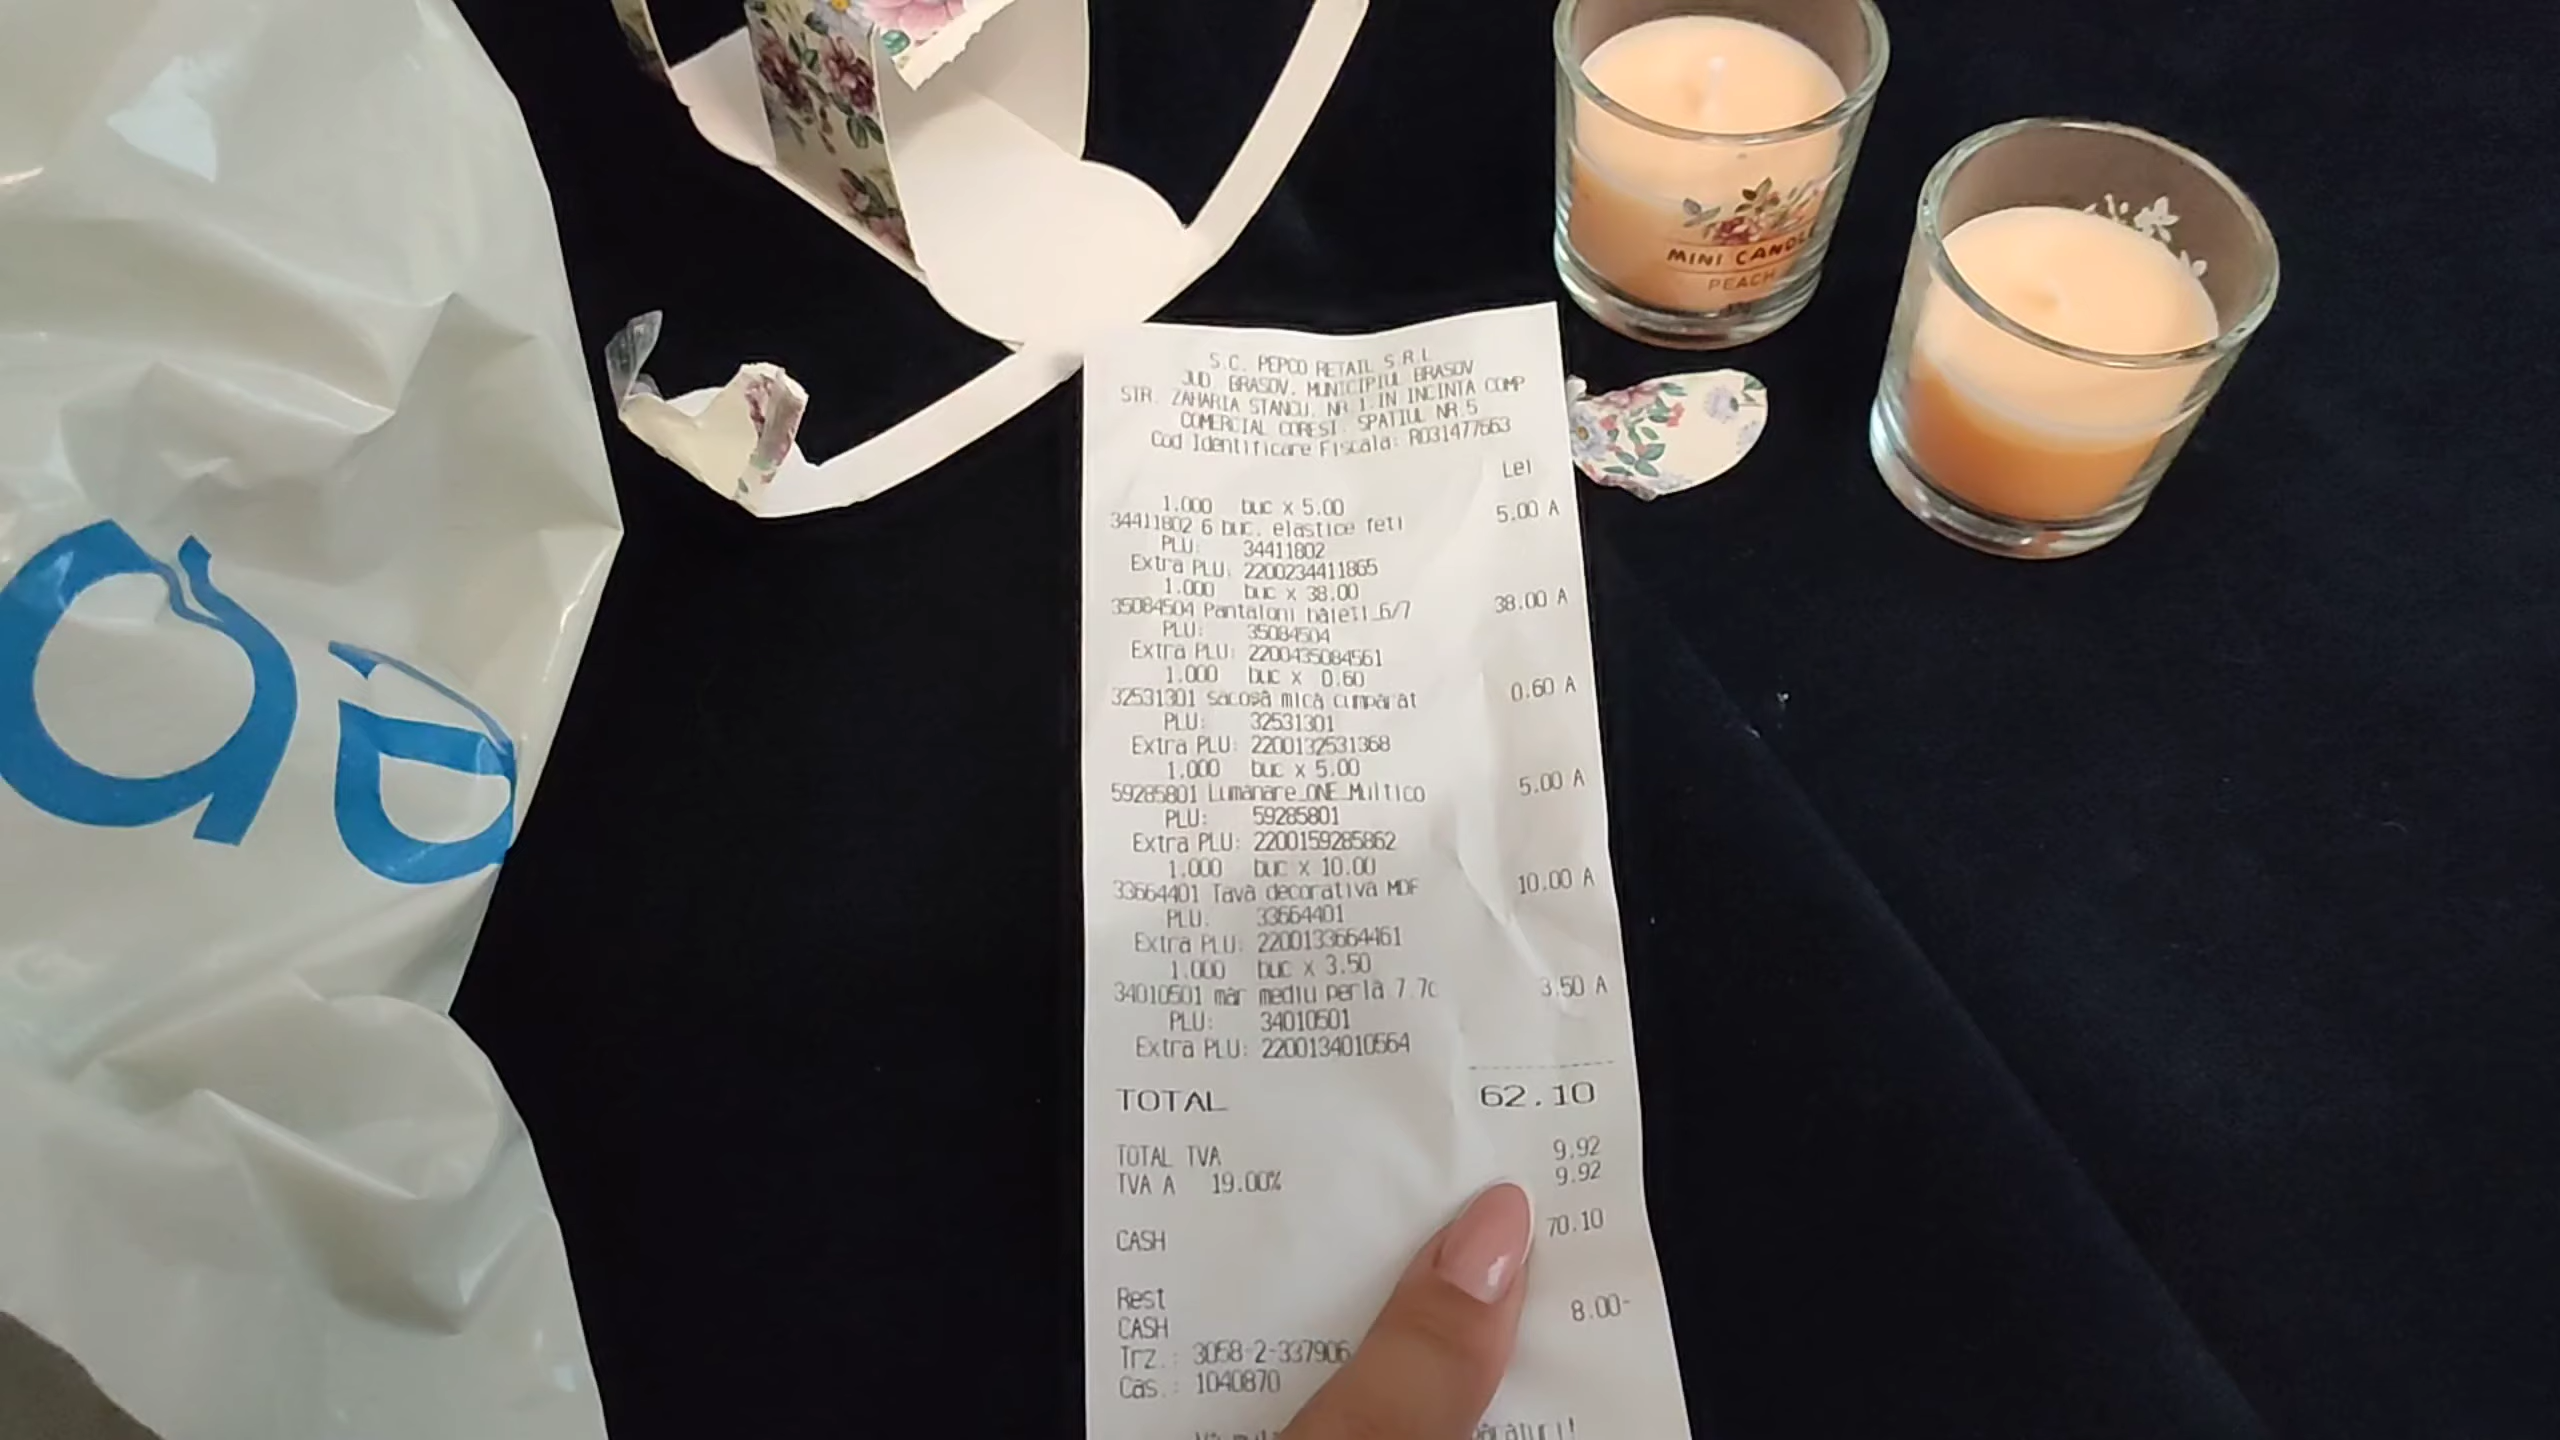 MINI CANDLE
PEACH
S.C. PEPCO RETAIL S.R.L
JUD. BRASOV, MUNICIPIUL BRASOV
STR. ZAHARIA STANCU, NR.1 IN INCINTA COMP
COMERCIAL CORESI. SPATIUL NR.5
Cod Identificare Fiscala: RO31477663
Lei
1.000 buc x 5.00
34411802 6 buc. elastice feti 5.00 A
PLU: 34411802
Extra PLU: 2200234411865
1.000 buc x 38.00
35084504 Pantaloni băieți_6/7 38.00 A
PLU: 35084504
Extra PLU: 2200435084561
1.000 buc x 0.60
32531301 sacoșă mică cumpărat 0.60 A
PLU: 32531301
Extra PLU: 2200132531368
1.000 buc x 5.00
59285801 Lumânare_ONE_Multico 5.00 A
PLU: 59285801
Extra PLU: 2200159285862
1.000 buc x 10.00
33664401 Tavă decorativă MDF 10.00 A
PLU: 33664401
Extra PLU: 2200133664461
1.000 buc x 3.50
34010501 măr mediu perlă 7.7c 3.50 A
PLU: 34010501
Extra PLU: 2200134010564
TOTAL 62.10
TOTAL TVA 9.92
TVA A 19.00% 9.92
CASH 70.10
Rest
CASH 8.00-
Trz.: 3058-2-337906
Cas.: 1040870